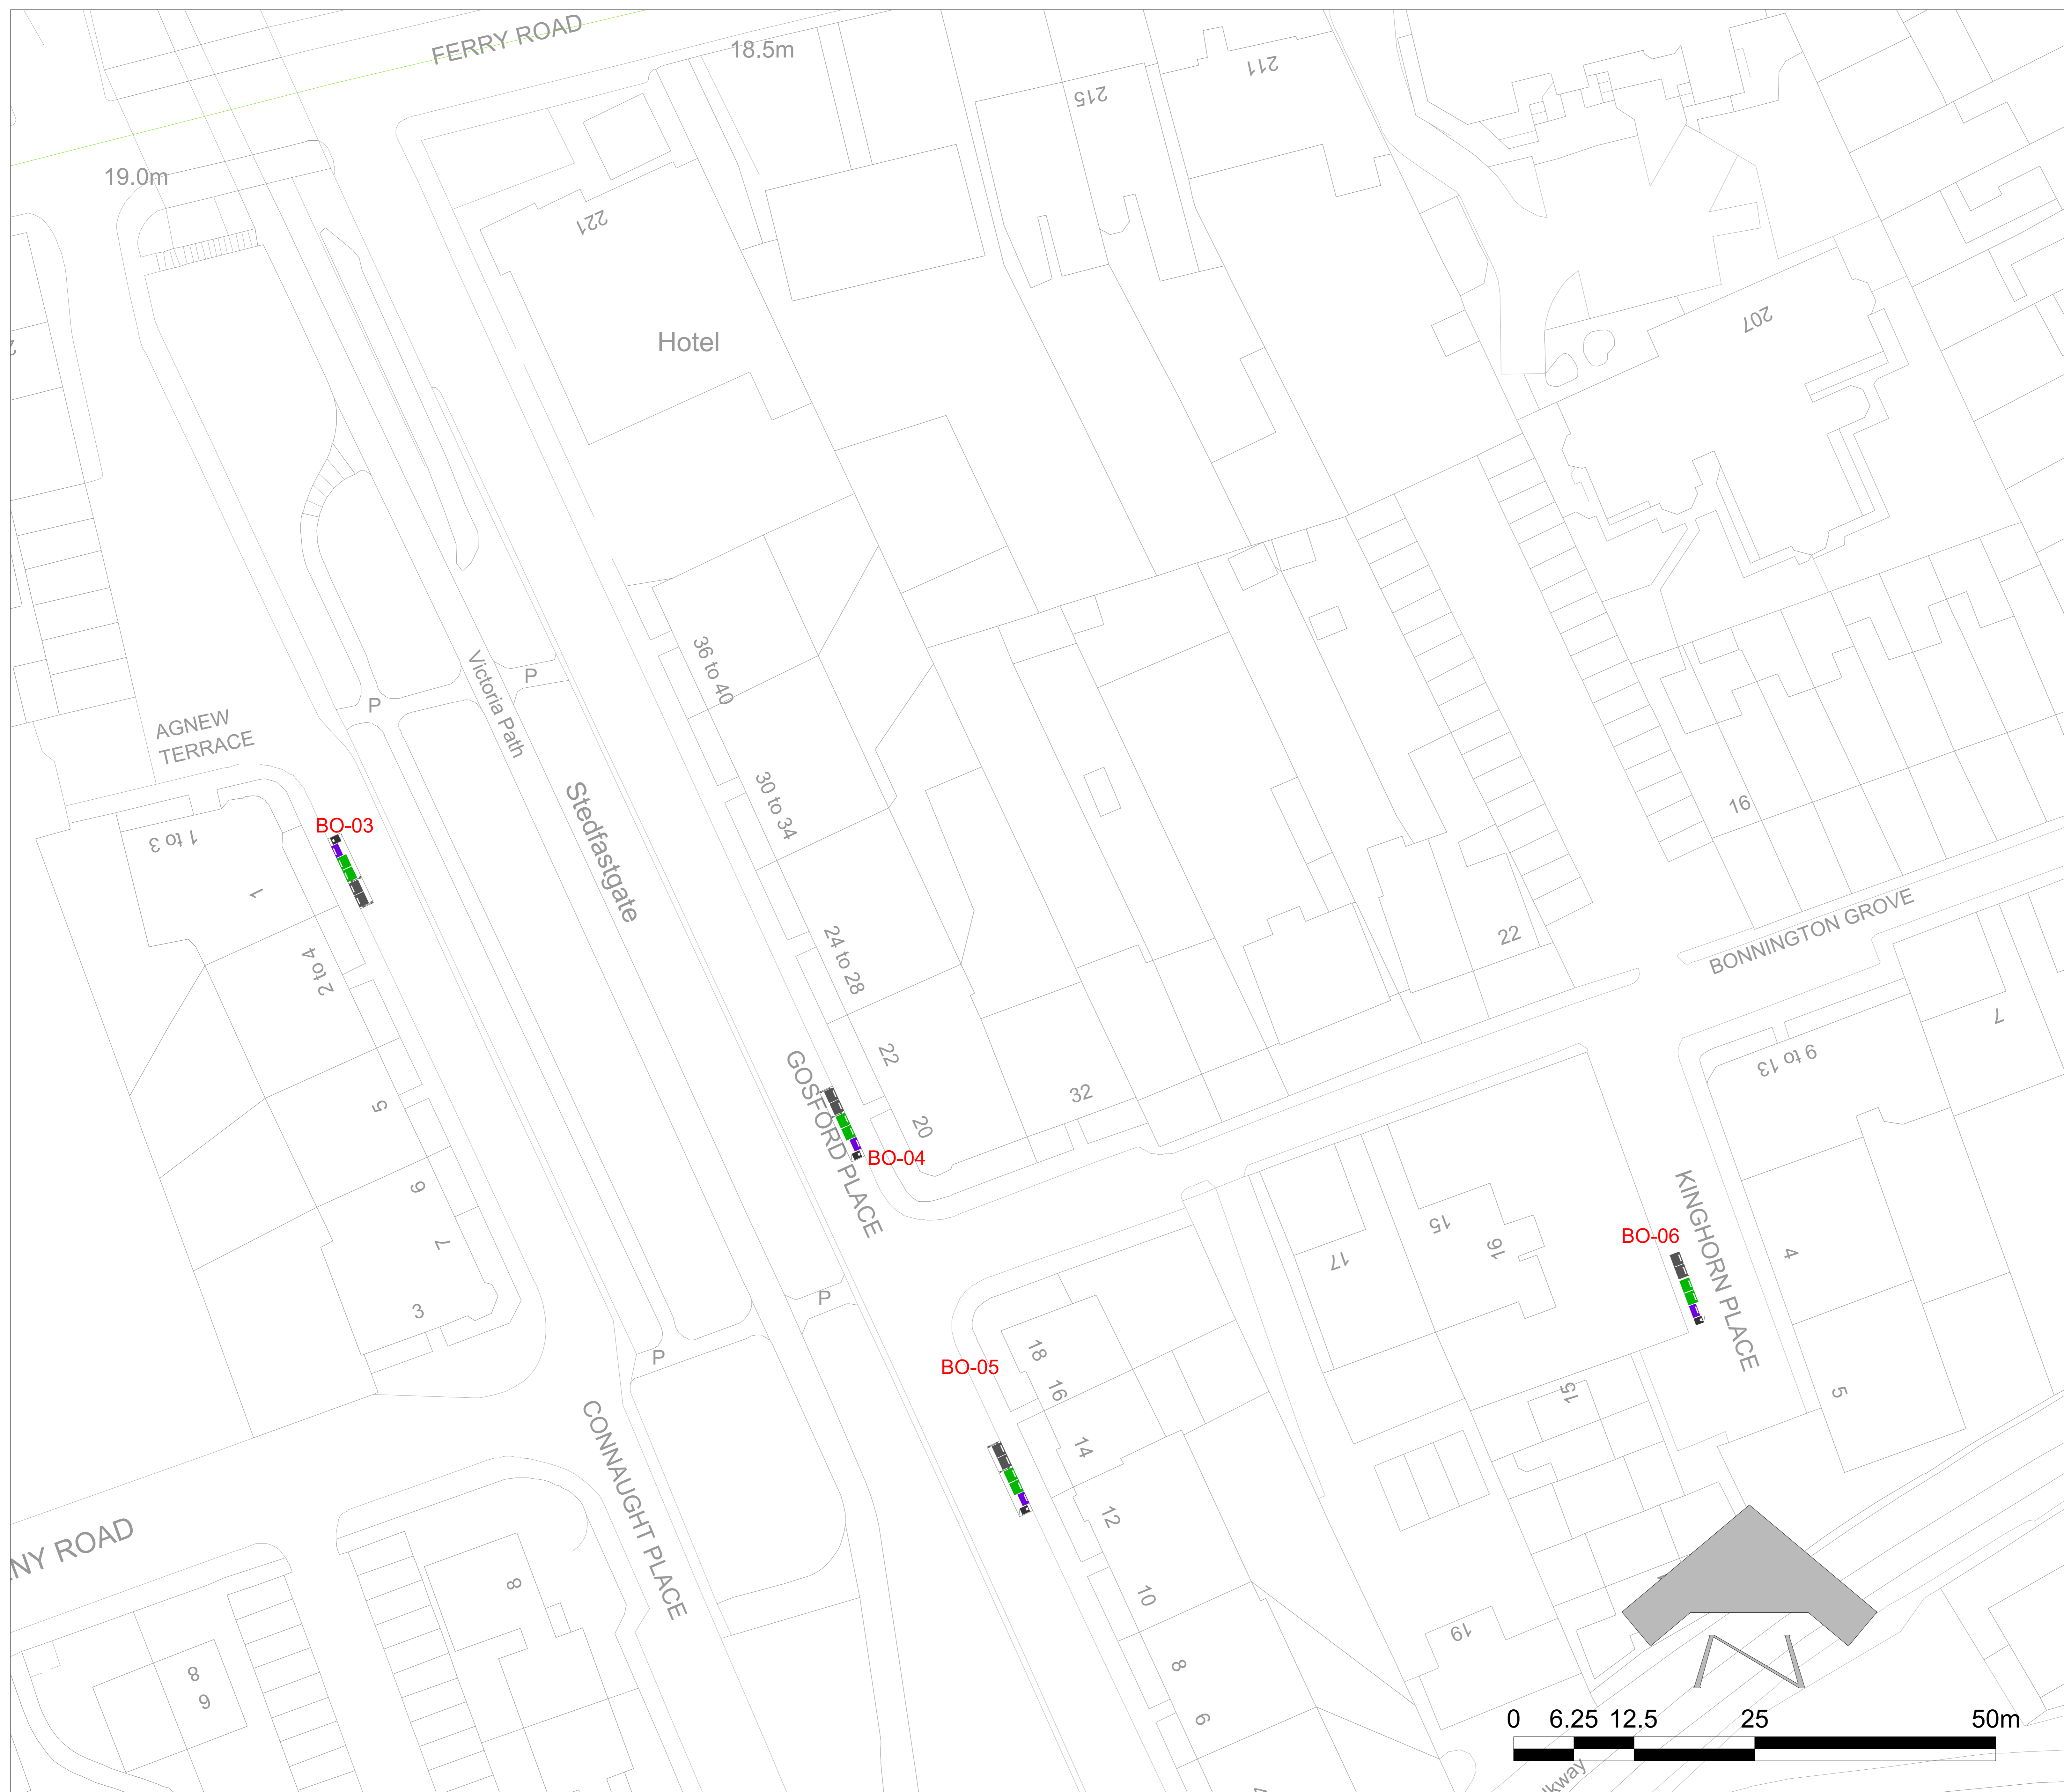 FERRY ROAD
18.5m
211
215
19.0m
221
207
Hotel
36 to 40
P
P
Victoria Path
AGNEW
TERRACE
30 to 34
Stedfastgate
16
BO-03
1 to 3
1
2 to 4
24 to 28
22
BONNINGTON GROVE
7
22
9 to 13
32
5
20
GOSFORD PLACE
BO-04
6
7
3
17
15
16
BO-06
KINGHORN PLACE
4
P
P
18
BO-05
16
15
5
14
CONNAUGHT PLACE
12
NY ROAD
8
10
19
8
9
8
6
N
0 6.25 12.5 25 50m
lkway